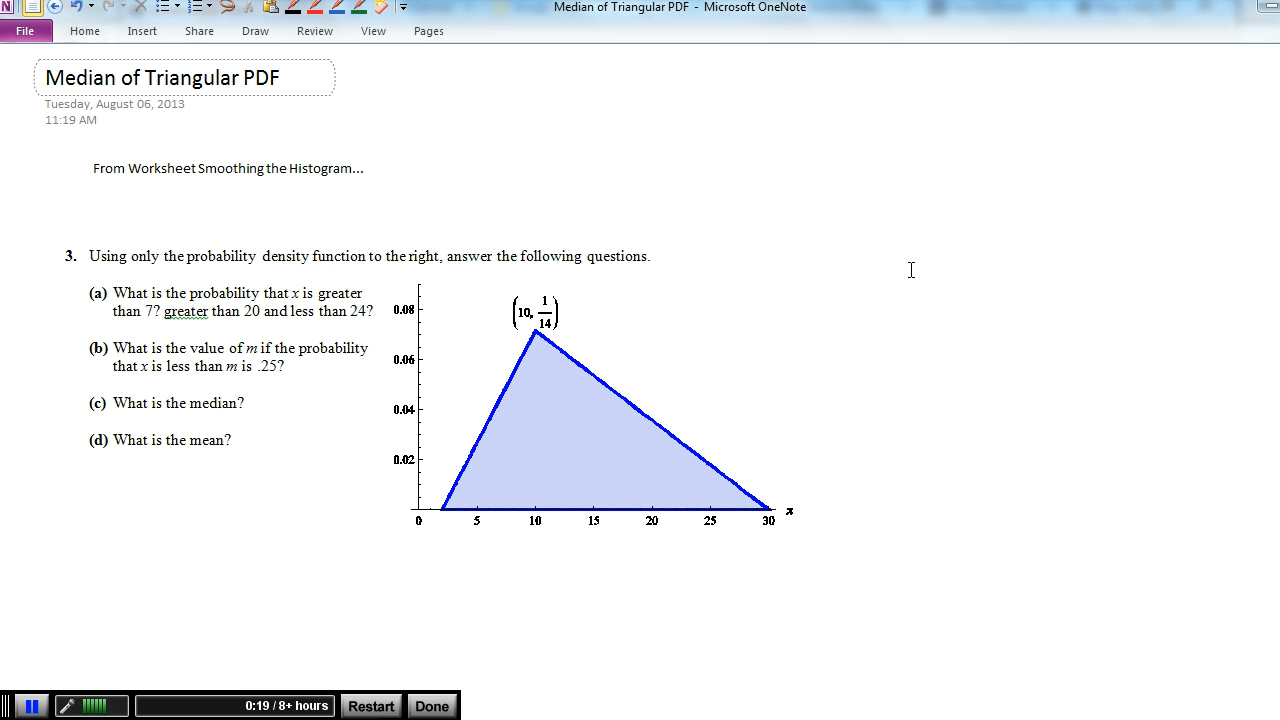 Median of Triangular PDF - Microsoft OneNote
File Home Insert Share Draw Review View Pages
Median of Triangular PDF
Tuesday, August 06, 2013
11:19 AM
From Worksheet Smoothing the Histogram...
3. Using only the probability density function to the right, answer the following questions.
(a) What is the probability that x is greater
than 7? greater than 20 and less than 24?
(b) What is the value of m if the probability
that x is less than m is .25?
(c) What is the median?
(d) What is the mean?
(10, 1/14)
0.08
0.06
0.04
0.02
0 5 10 15 20 25 30 x
0:19 / 8+ hours Restart Done